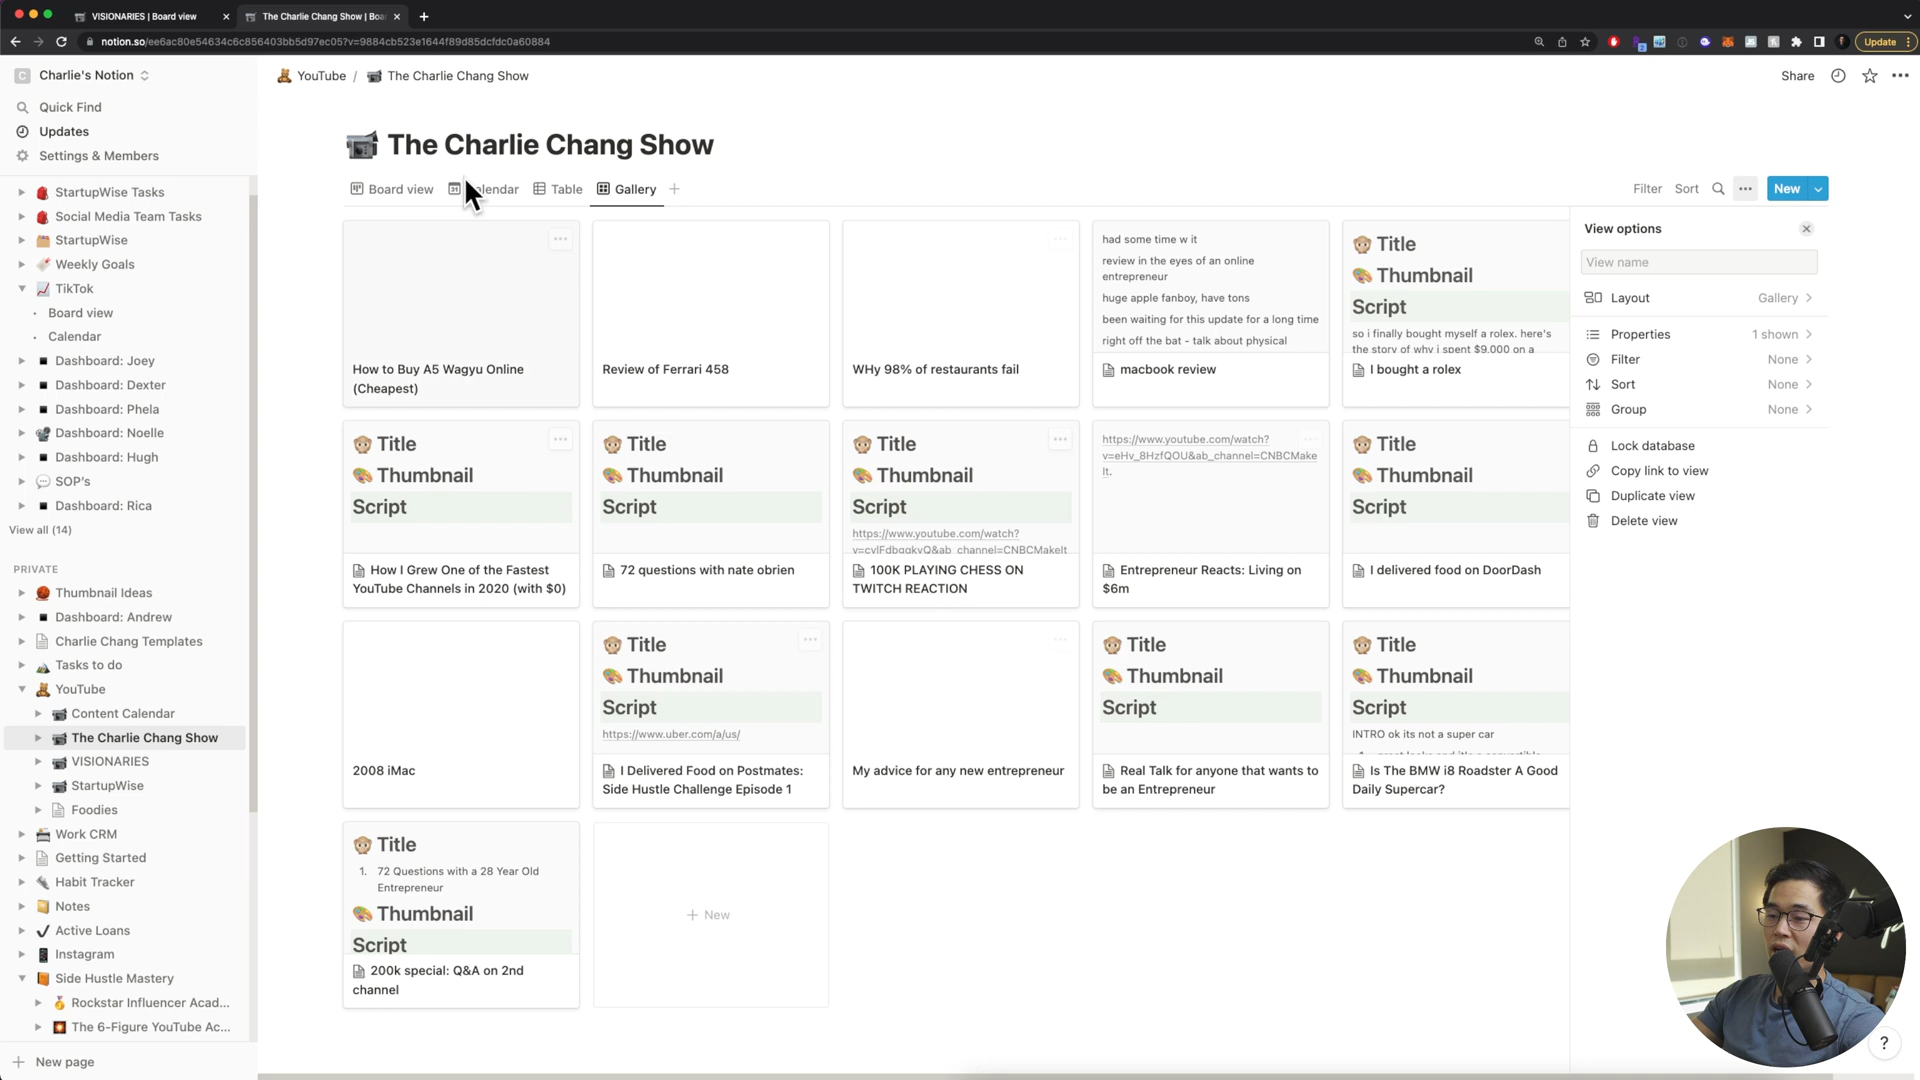 VISIONARIES | Board view
The Charlie Chang Show | Boar
notion.so/ee6ac80e54634c6c856403bb5d97ec05?v=9884cb523e1644f89d85dcfdc0a60884
Update
C Charlie's Notion
Quick Find
Updates
Settings & Members
StartupWise Tasks
Social Media Team Tasks
StartupWise
Weekly Goals
TikTok
Board view
Calendar
Dashboard: Joey
Dashboard: Dexter
Dashboard: Phela
Dashboard: Noelle
Dashboard: Hugh
SOP's
Dashboard: Rica
View all (14)
PRIVATE
Thumbnail Ideas
Dashboard: Andrew
Charlie Chang Templates
Tasks to do
YouTube
Content Calendar
The Charlie Chang Show
VISIONARIES
StartupWise
Foodies
Work CRM
Getting Started
Habit Tracker
Notes
Active Loans
Instagram
Side Hustle Mastery
Rockstar Influencer Acad...
The 6-Figure YouTube Ac...
New page
YouTube / The Charlie Chang Show
Share
The Charlie Chang Show
Board view
lendar
Table
Gallery
Filter
Sort
New
How to Buy A5 Wagyu Online
(Cheapest)
Review of Ferrari 458
WHy 98% of restaurants fail
had some time w it
review in the eyes of an online
entrepreneur
huge apple fanboy, have tons
been waiting for this update for a long time
right off the bat - talk about physical
macbook review
Title
Thumbnail
Script
so i finally bought myself a rolex. here's
the story of why i spent $9,000 on a
I bought a rolex
Title
Thumbnail
Script
How I Grew One of the Fastest
YouTube Channels in 2020 (with $0)
Title
Thumbnail
Script
72 questions with nate obrien
Title
Thumbnail
Script
https://www.youtube.com/watch?
100K PLAYING CHESS ON
TWITCH REACTION
https://www.youtube.com/watch?
v=eHv_8HzfQOU&ab_channel=CNBCMake
It.
Entrepreneur Reacts: Living on
$6m
Title
Thumbnail
Script
I delivered food on DoorDash
2008 iMac
Title
Thumbnail
Script
https://www.uber.com/a/us/
I Delivered Food on Postmates:
Side Hustle Challenge Episode 1
My advice for any new entrepreneur
Title
Thumbnail
Script
Real Talk for anyone that wants to
be an Entrepreneur
Title
Thumbnail
Script
INTRO ok its not a super car
Is The BMW i8 Roadster A Good
Daily Supercar?
Title
1. 72 Questions with a 28 Year Old
Entrepreneur
Thumbnail
Script
200k special: Q&A on 2nd
channel
+ New
View options
View name
Layout Gallery
Properties 1 shown
Filter None
Sort None
Group None
Lock database
Copy link to view
Duplicate view
Delete view
?